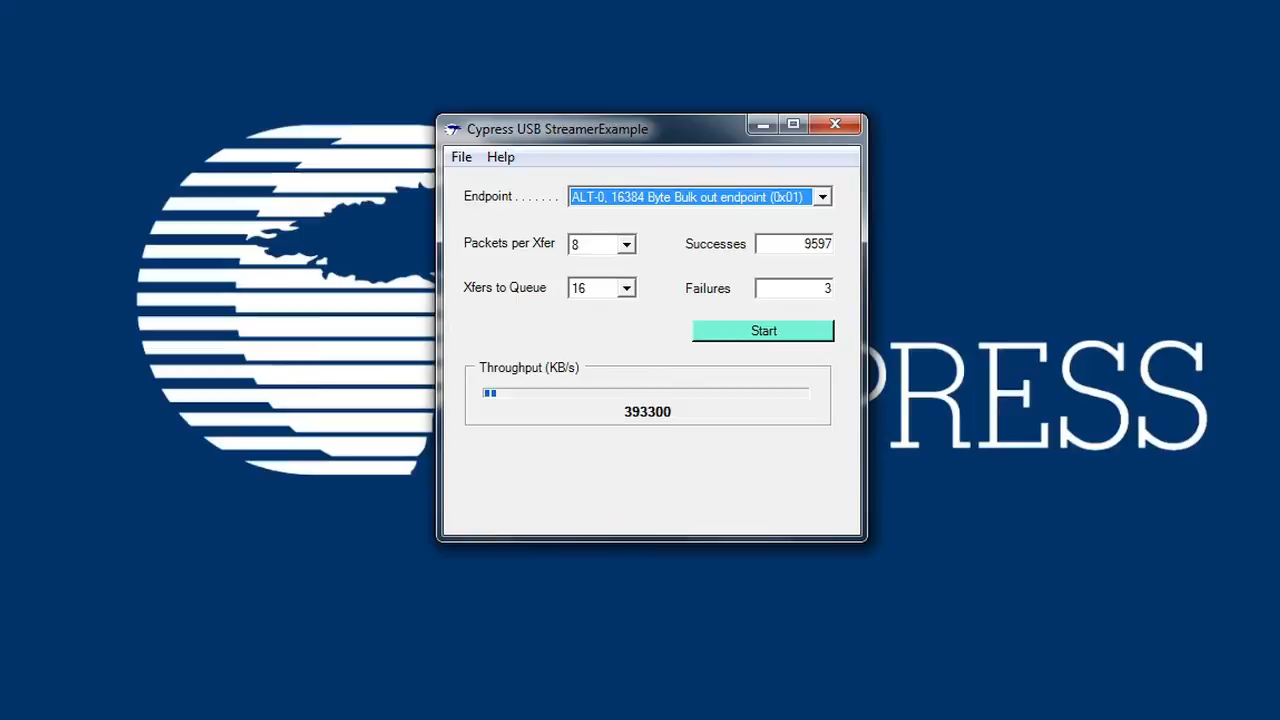 Cypress USB StreamerExample
File Help
Endpoint . . . . . . . ALT-0, 16384 Byte Bulk out endpoint (0x01)
Packets per Xfer 8 Successes 9597
Xfers to Queue 16 Failures 3
Start
PRESS
Throughput (KB/s)
393300